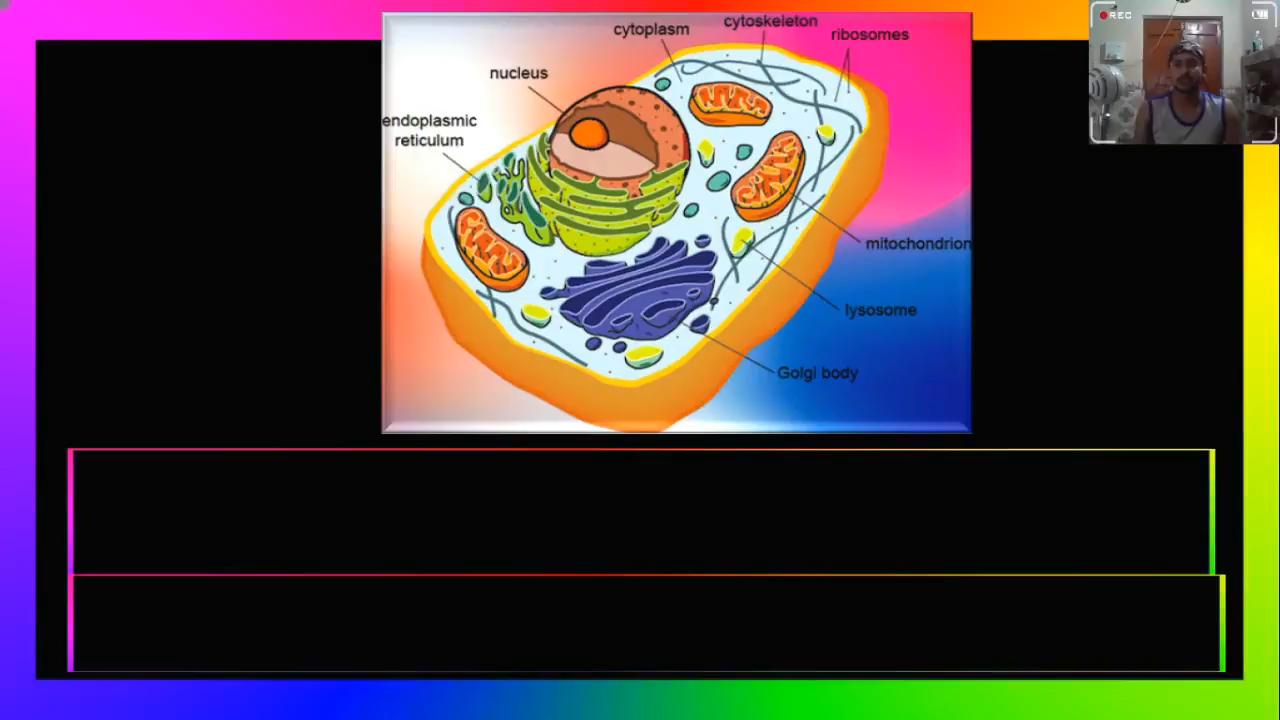 cytoskeleton
cytoplasm
ribosomes
nucleus
endoplasmic
reticulum
mitochondrion
lysosome
Golgi body
REC